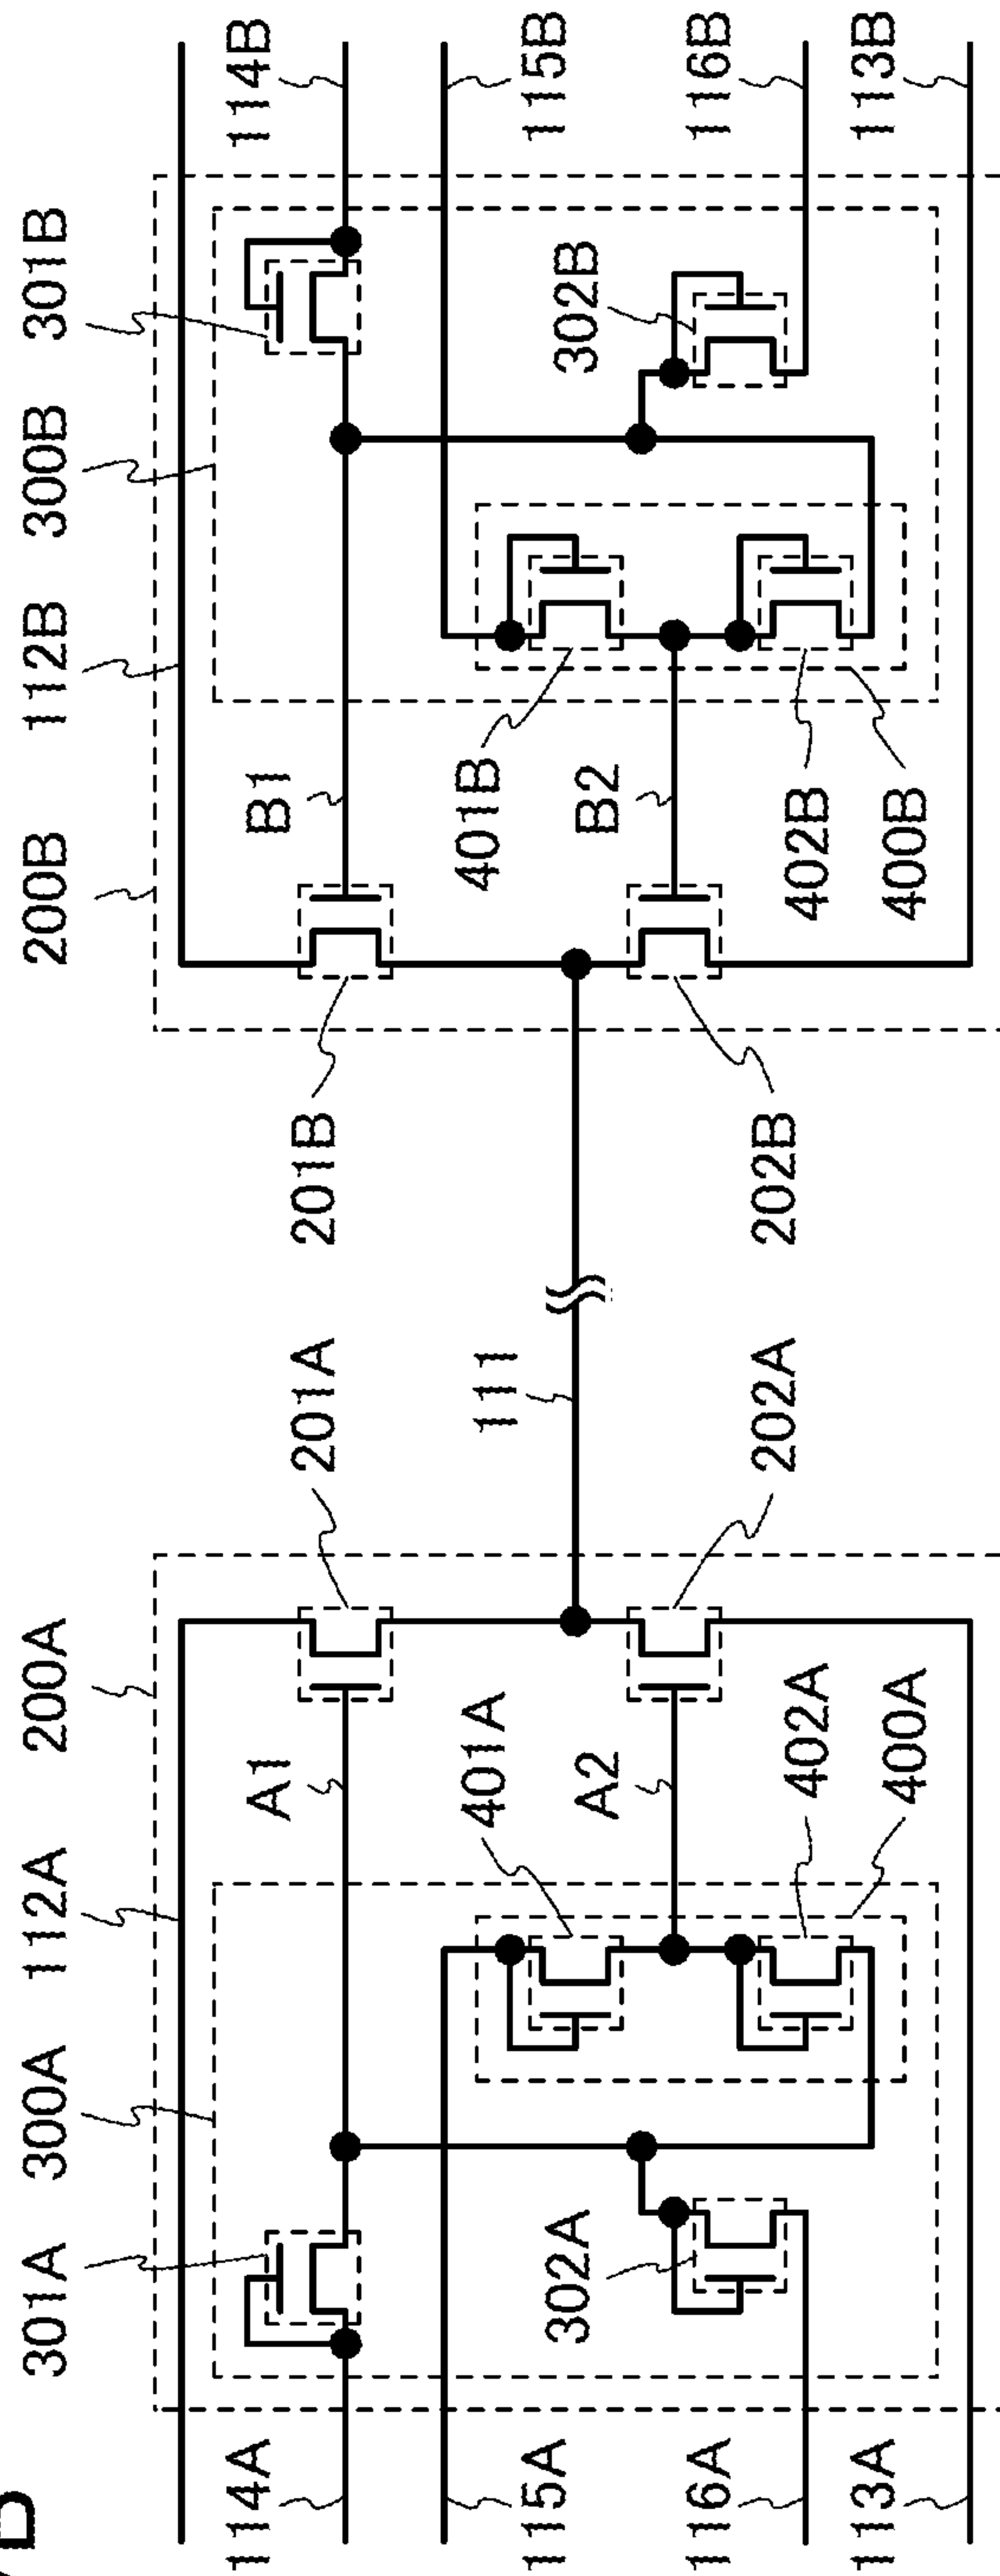 301A 300A 112A 200A 200B 112B 300B 301B
114A A1 201A 201B B1 114B
115A 401A 111 401B 115B
302A A2 B2 302B
116A 402A 202A 202B 402B 116B
113A 400A 400B 113B